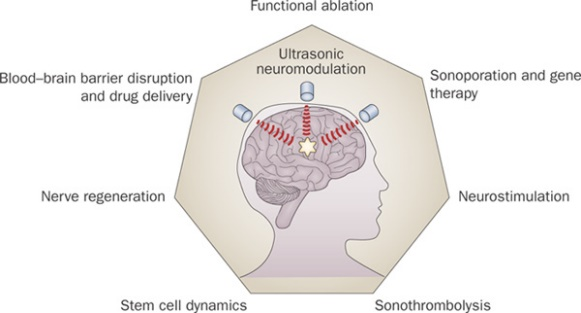 Functional ablation
Ultrasonic
neuromodulation
Blood–brain barrier disruption
and drug delivery
Sonoporation and gene
therapy
Nerve regeneration
Neurostimulation
Stem cell dynamics
Sonothrombolysis